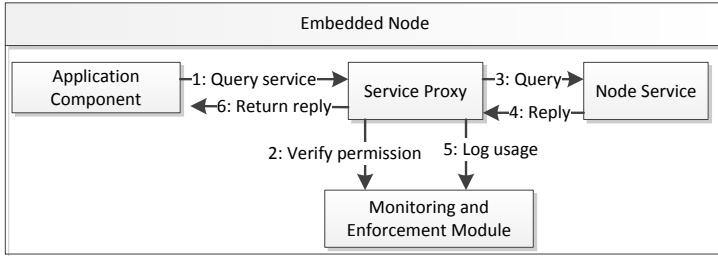 Embedded Node
Application
Component
1: Query service
6: Return reply
Service Proxy
3: Query
4: Reply
Node Service
2: Verify permission
5: Log usage
Monitoring and
Enforcement Module